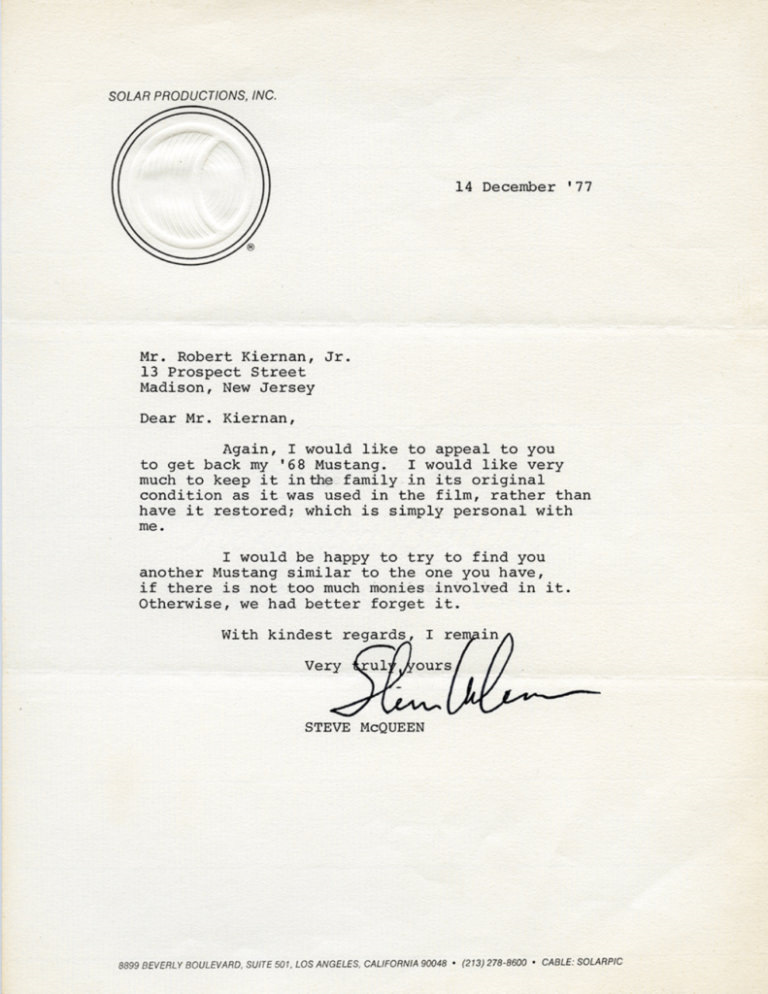 SOLAR PRODUCTIONS, INC.
®
14 December '77
Mr. Robert Kiernan, Jr.
13 Prospect Street
Madison, New Jersey
Dear Mr. Kiernan,
Again, I would like to appeal to you
to get back my '68 Mustang. I would like very
much to keep it in the family in its original
condition as it was used in the film, rather than
have it restored; which is simply personal with
me.
I would be happy to try to find you
another Mustang similar to the one you have,
if there is not too much monies involved in it.
Otherwise, we had better forget it.
With kindest regards, I remain
Very truly yours
Steve McQueen
STEVE McQUEEN
8899 BEVERLY BOULEVARD, SUITE 501, LOS ANGELES, CALIFORNIA 90048 • (213) 278-8600 • CABLE: SOLARPIC